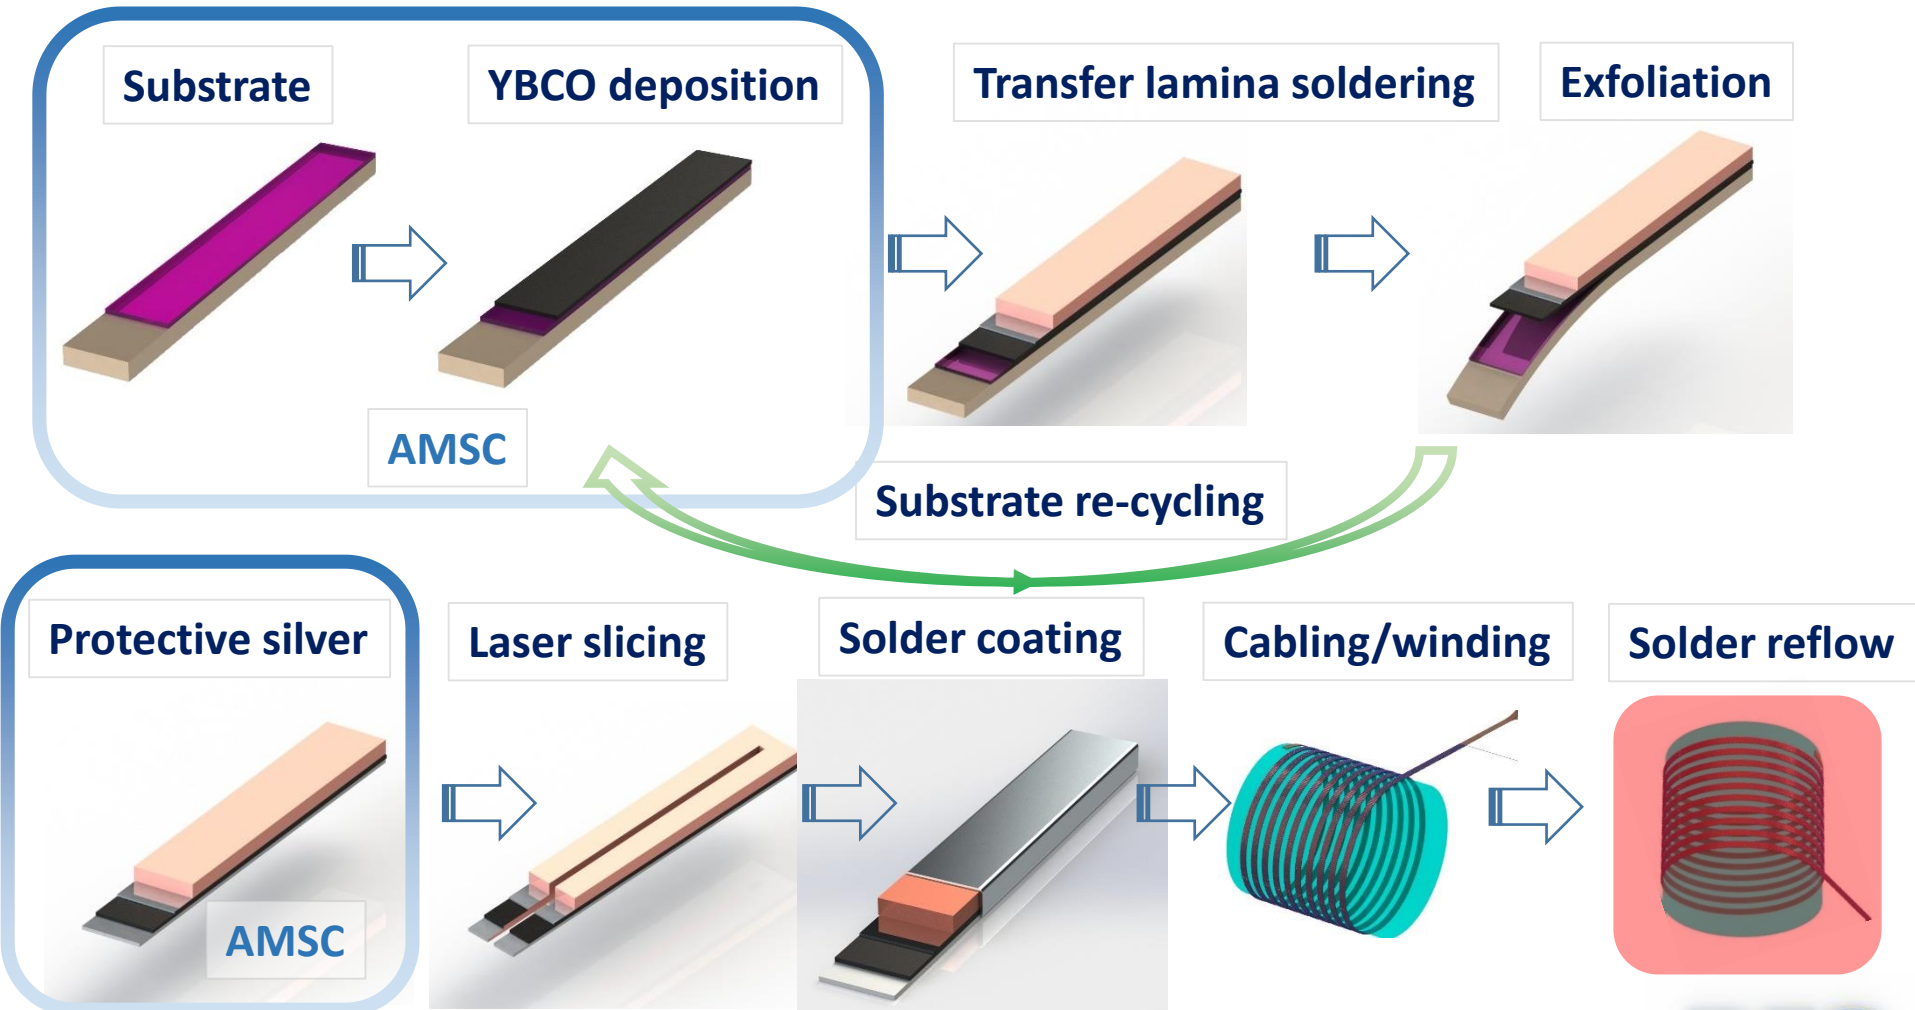 Substrate
YBCO deposition
Transfer lamina soldering
Exfoliation
AMSC
Substrate re-cycling
Protective silver
Laser slicing
Solder coating
Cabling/winding
Solder reflow
AMSC